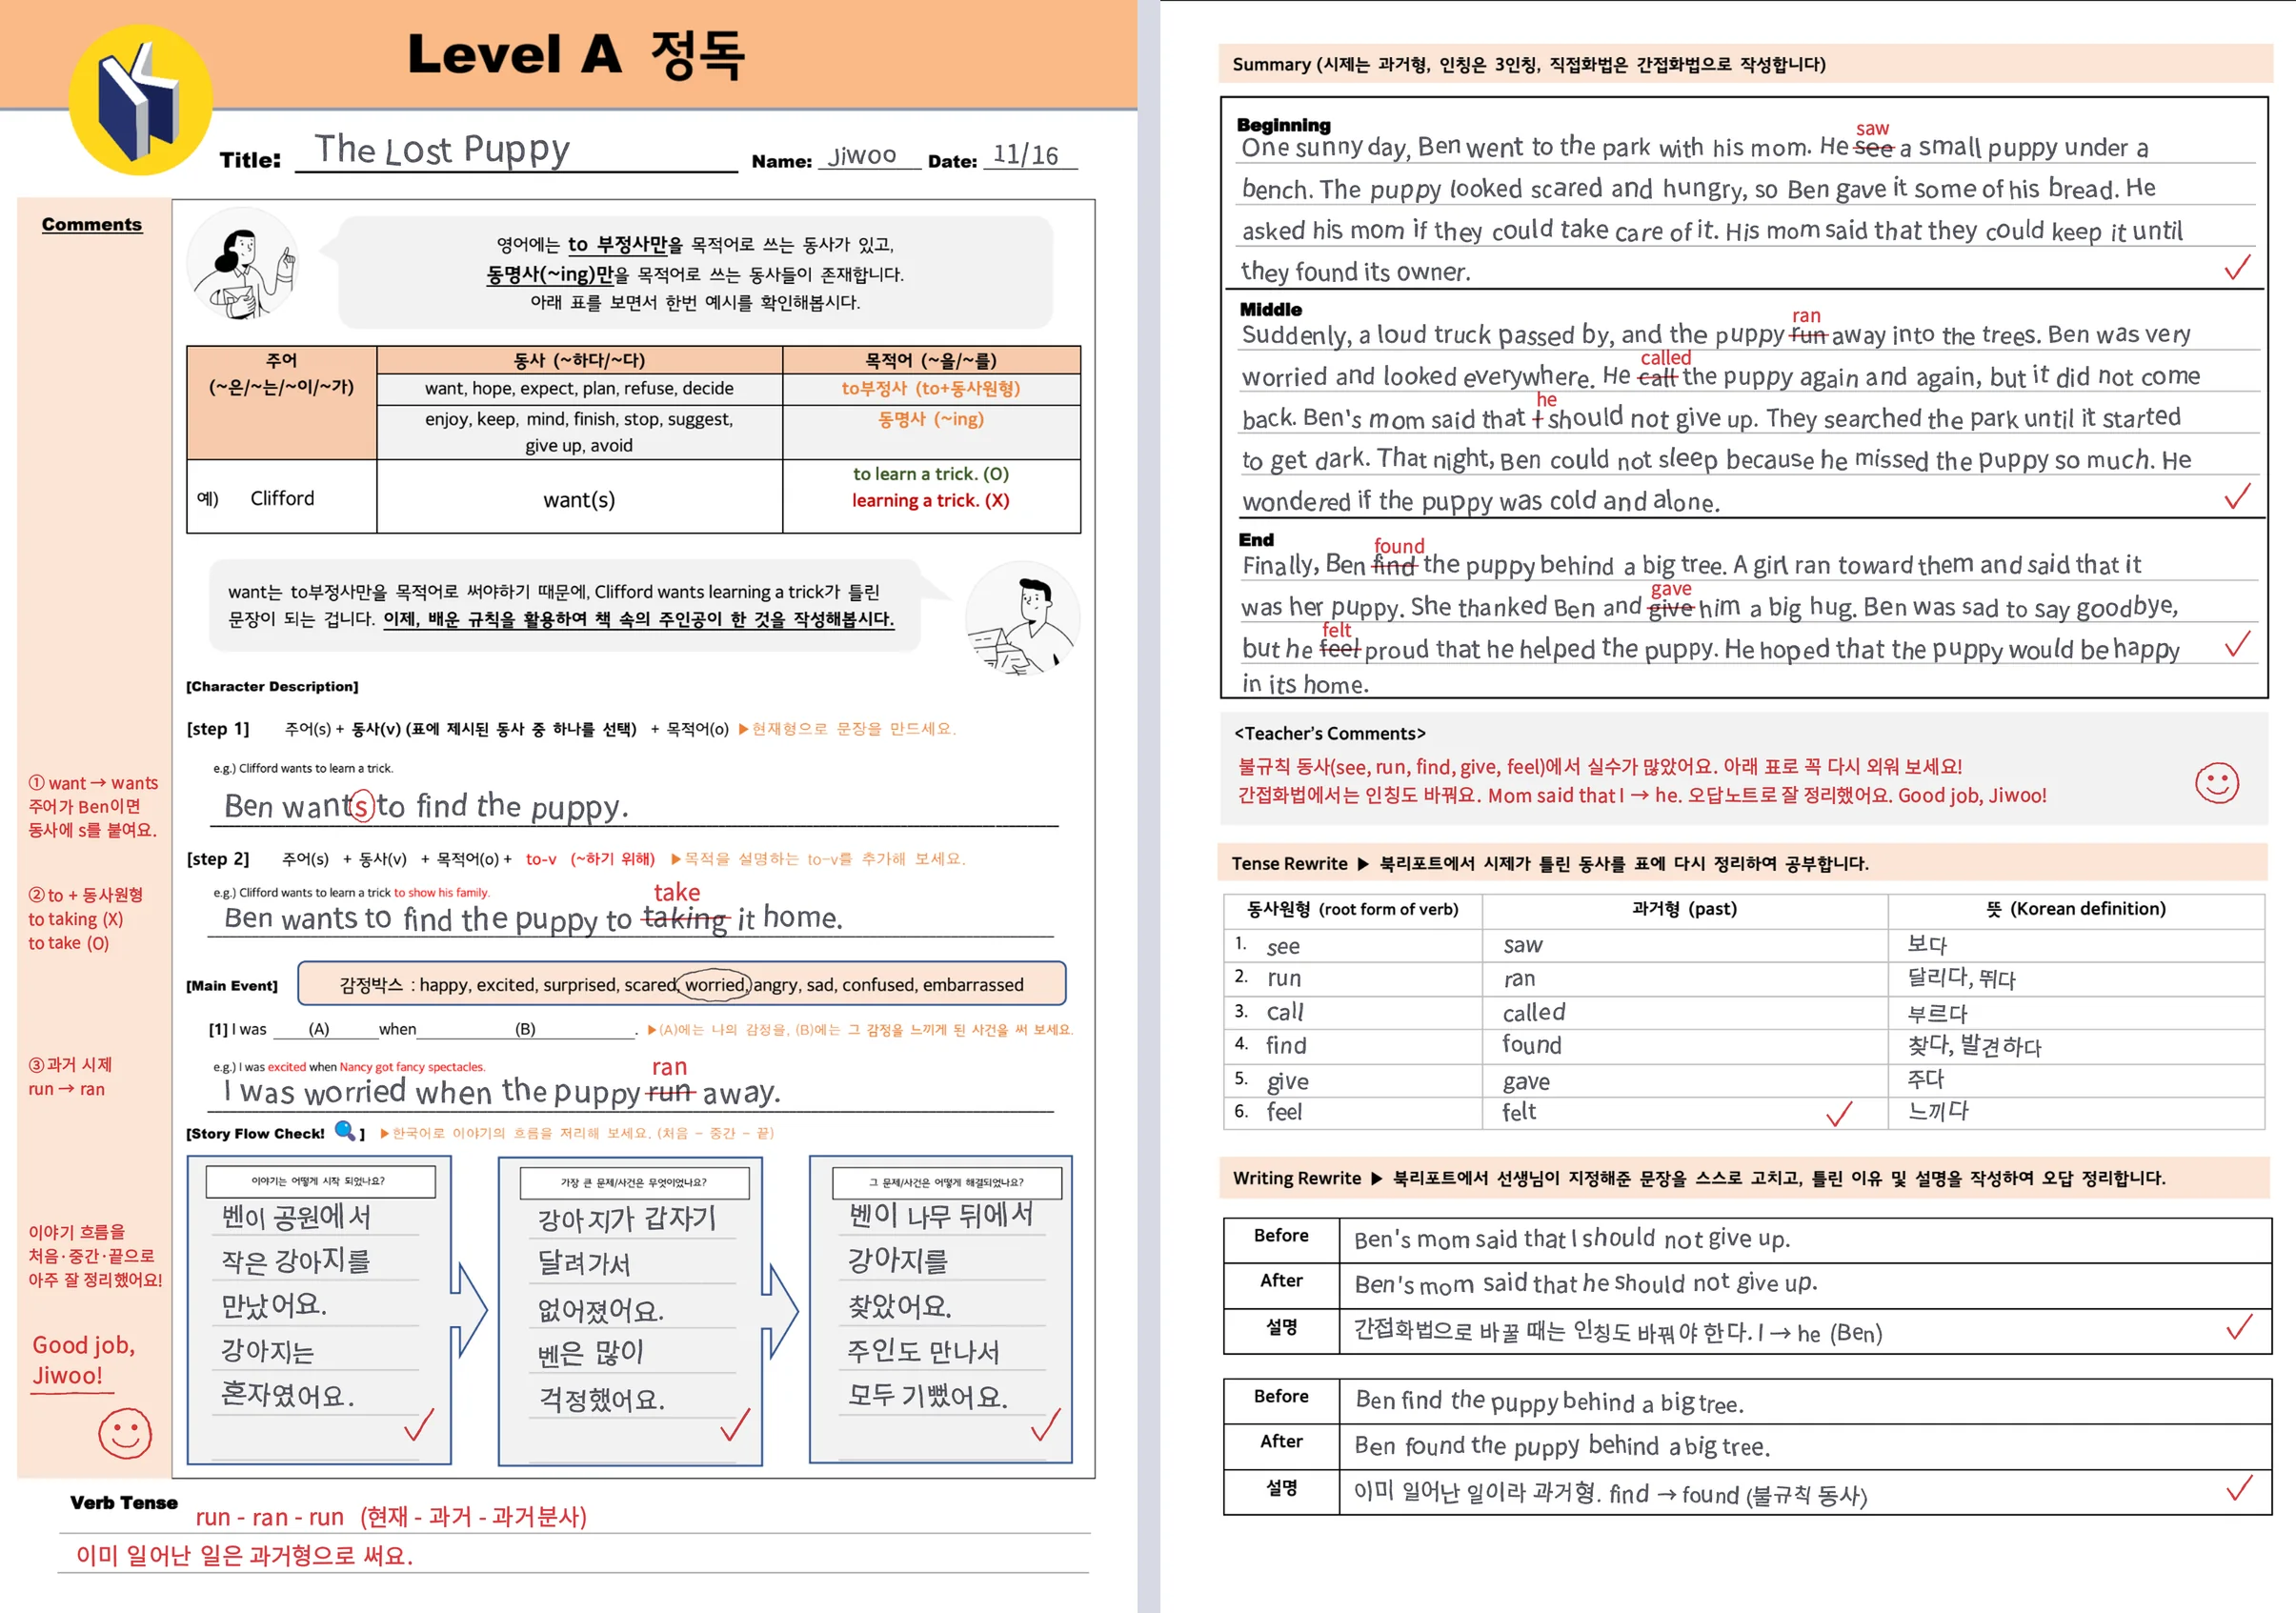 Level A 정독
Title: The Lost Puppy Name: Jiwoo Date: 11/16
Comments
영어에는 to 부정사만을 목적어로 쓰는 동사가 있고,
동명사(~ing)만을 목적어로 쓰는 동사들이 존재합니다.
아래 표를 보면서 한번 예시를 확인해봅시다.
주어 동사 (~하다/~다) 목적어 (~을/~를)
(~은/~는/~이/~가) want, hope, expect, plan, refuse, decide to부정사 (to+동사원형)
enjoy, keep, mind, finish, stop, suggest, 동명사 (~ing)
give up, avoid
to learn a trick. (O)
예) Clifford want(s)
learning a trick. (X)
want는 to부정사만을 목적어로 써야하기 때문에, Clifford wants learning a trick가 틀린
문장이 되는 겁니다. 이제, 배운 규칙을 활용하여 책 속의 주인공이 한 것을 작성해봅시다.
[Character Description]
[step 1] 주어(s) + 동사(v) (표에 제시된 동사 중 하나를 선택) + 목적어(o) ▶현재형으로 문장을 만드세요.
e.g.) Clifford wants to learn a trick.
① want → wants
주어가 Ben이면
동사에 s를 붙여요.
Ben wants to find the puppy.
[step 2] 주어(s) + 동사(v) + 목적어(o) + to-v (~하기 위해) ▶목적을 설명하는 to-v를 추가해 보세요.
② to + 동사원형
to taking (X)
to take (O)
e.g.) Clifford wants to learn a trick to show his family.
take
Ben wants to find the puppy to taking it home.
[Main Event] 감정박스 : happy, excited, surprised, scared, worried, angry, sad, confused, embarrassed
[1] I was (A) when (B) . ▶(A)에는 나의 감정을, (B)에는 그 감정을 느끼게 된 사건을 써 보세요.
③ 과거 시제
run → ran
e.g.) I was excited when Nancy got fancy spectacles.
ran
I was worried when the puppy run away.
[Story Flow Check! ] ▶한국어로 이야기의 흐름을 저리해 보세요. (처음 – 중간 – 끝)
이야기 흐름을
처음·중간·끝으로
아주 잘 정리했어요!
Good job,
Jiwoo!
이야기는 어떻게 시작 되었나요?
벤이 공원에서
작은 강아지를
만났어요.
강아지는
혼자였어요.
가장 큰 문제/사건은 무엇이었나요?
강아지가 갑자기
달려가서
없어졌어요.
벤은 많이
걱정했어요.
그 문제/사건은 어떻게 해결되었나요?
벤이 나무 뒤에서
강아지를
찾았어요.
주인도 만나서
모두 기뻤어요.
Verb Tense run - ran - run (현재 - 과거 - 과거분사)
이미 일어난 일은 과거형으로 써요.
Summary (시제는 과거형, 인칭은 3인칭, 직접화법은 간접화법으로 작성합니다)
Beginning
saw
One sunny day, Ben went to the park with his mom. He see a small puppy under a
bench. The puppy looked scared and hungry, so Ben gave it some of his bread. He
asked his mom if they could take care of it. His mom said that they could keep it until
they found its owner.
Middle
ran
Suddenly, a loud truck passed by, and the puppy run away into the trees. Ben was very
called
worried and looked everywhere. He call the puppy again and again, but it did not come
he
back. Ben's mom said that I should not give up. They searched the park until it started
to get dark. That night, Ben could not sleep because he missed the puppy so much. He
wondered if the puppy was cold and alone.
End
found
Finally, Ben find the puppy behind a big tree. A girl ran toward them and said that it
gave
was her puppy. She thanked Ben and give him a big hug. Ben was sad to say goodbye,
felt
but he feel proud that he helped the puppy. He hoped that the puppy would be happy
in its home.
<Teacher's Comments>
불규칙 동사(see, run, find, give, feel)에서 실수가 많았어요. 아래 표로 꼭 다시 외워 보세요!
간접화법에서는 인칭도 바꿔요. Mom said that I → he. 오답노트로 잘 정리했어요. Good job, Jiwoo!
Tense Rewrite ▶ 북리포트에서 시제가 틀린 동사를 표에 다시 정리하여 공부합니다.
동사원형 (root form of verb) 과거형 (past) 뜻 (Korean definition)
1. see saw 보다
2. run ran 달리다, 뛰다
3. call called 부르다
4. find found 찾다, 발견하다
5. give gave 주다
6. feel felt 느끼다
Writing Rewrite ▶ 북리포트에서 선생님이 지정해준 문장을 스스로 고치고, 틀린 이유 및 설명을 작성하여 오답 정리합니다.
Before Ben's mom said that I should not give up.
After Ben's mom said that he should not give up.
설명 간접화법으로 바꿀 때는 인칭도 바꿔야 한다. I → he (Ben)
Before Ben find the puppy behind a big tree.
After Ben found the puppy behind a big tree.
설명 이미 일어난 일이라 과거형. find → found (불규칙 동사)